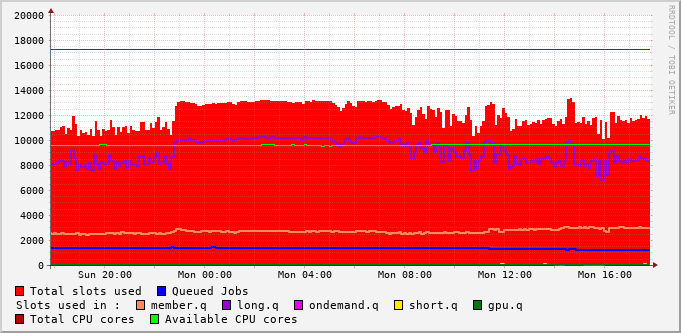 RRDTOOL / TOBI OETIKER
20000
18000
16000
14000
12000
10000
8000
6000
4000
2000
0
Sun 20:00 Mon 00:00 Mon 04:00 Mon 08:00 Mon 12:00 Mon 16:00
Total slots used Queued Jobs
Slots used in : member.q long.q ondemand.q short.q gpu.q
Total CPU cores Available CPU cores